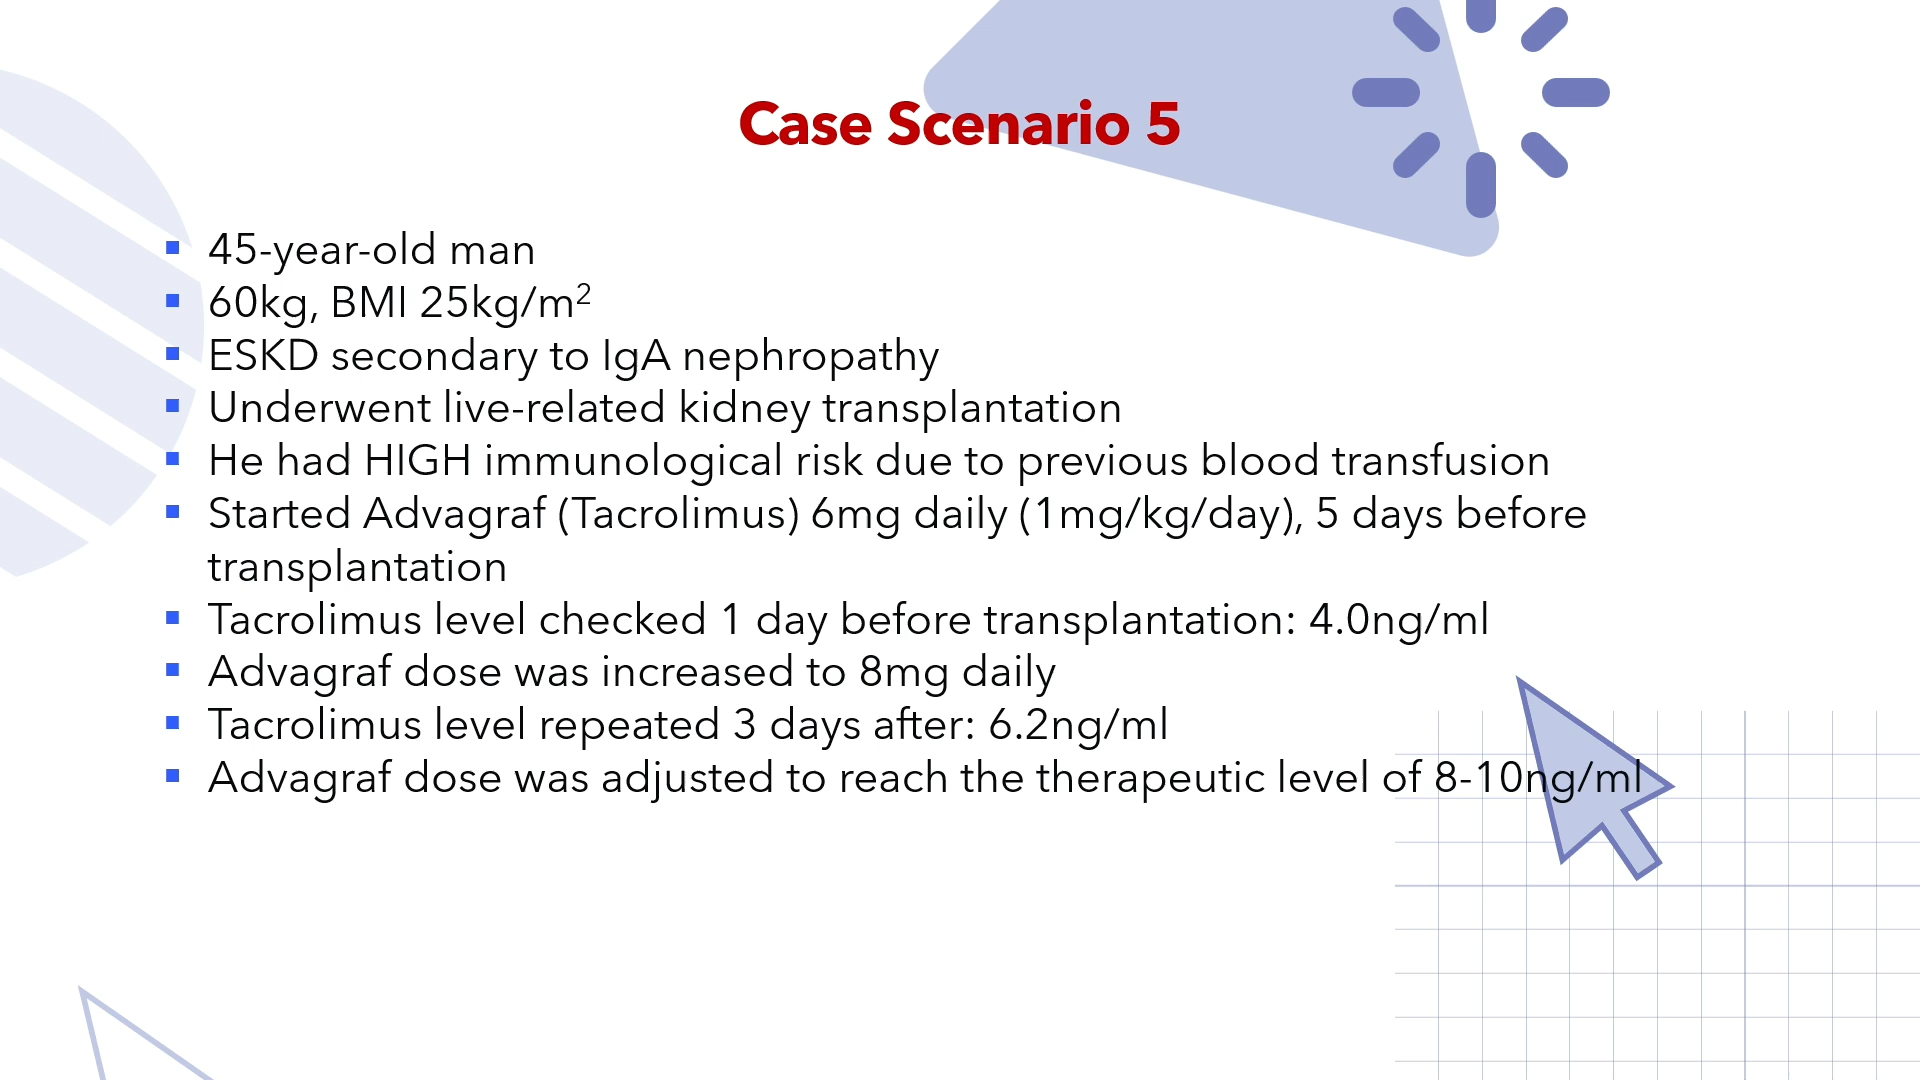 Case Scenario 5
▪ 45-year-old man
▪ 60kg, BMI 25kg/m²
▪ ESKD secondary to IgA nephropathy
▪ Underwent live-related kidney transplantation
▪ He had HIGH immunological risk due to previous blood transfusion
▪ Started Advagraf (Tacrolimus) 6mg daily (1mg/kg/day), 5 days before
transplantation
▪ Tacrolimus level checked 1 day before transplantation: 4.0ng/ml
▪ Advagraf dose was increased to 8mg daily
▪ Tacrolimus level repeated 3 days after: 6.2ng/ml
▪ Advagraf dose was adjusted to reach the therapeutic level of 8-10ng/ml